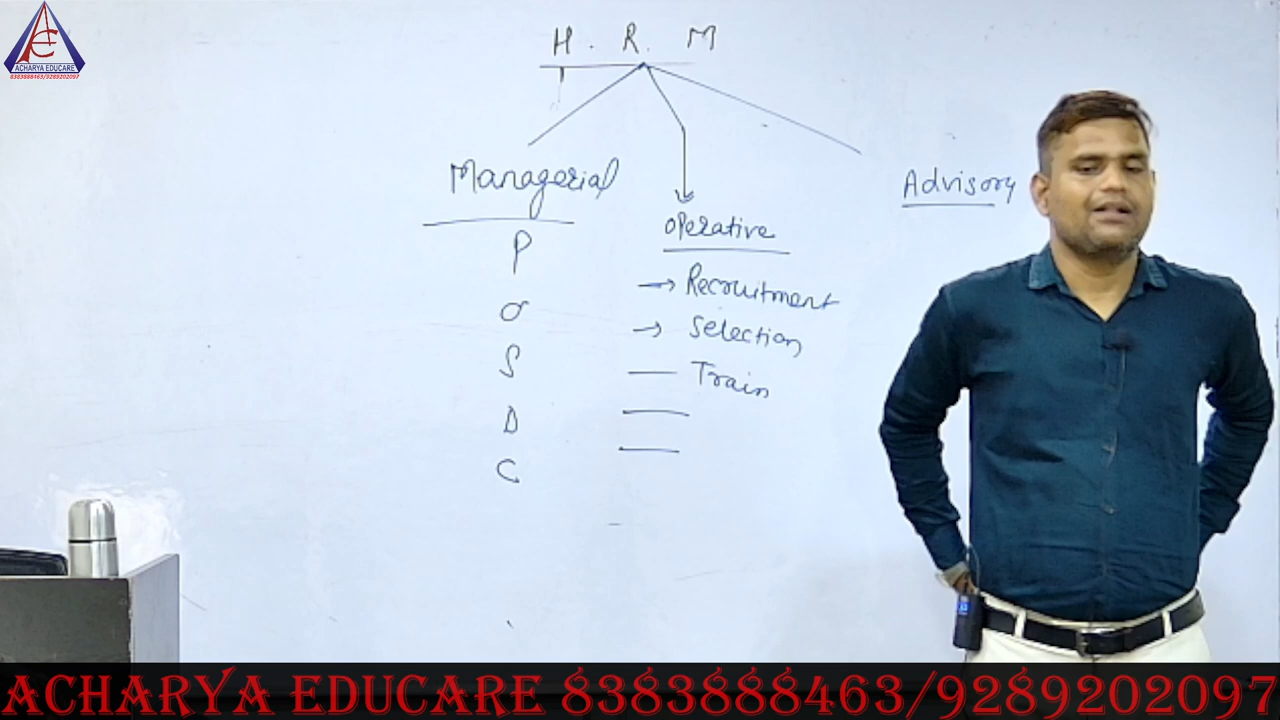 ACHARYA EDUCARE
8383888463/9289202097
H. R. M
Managerial
P
O
S
D
C
Operative
→ Recruitment
→ Selection
— Train
Advisory
ACHARYA EDUCARE 8383888463/9289202097